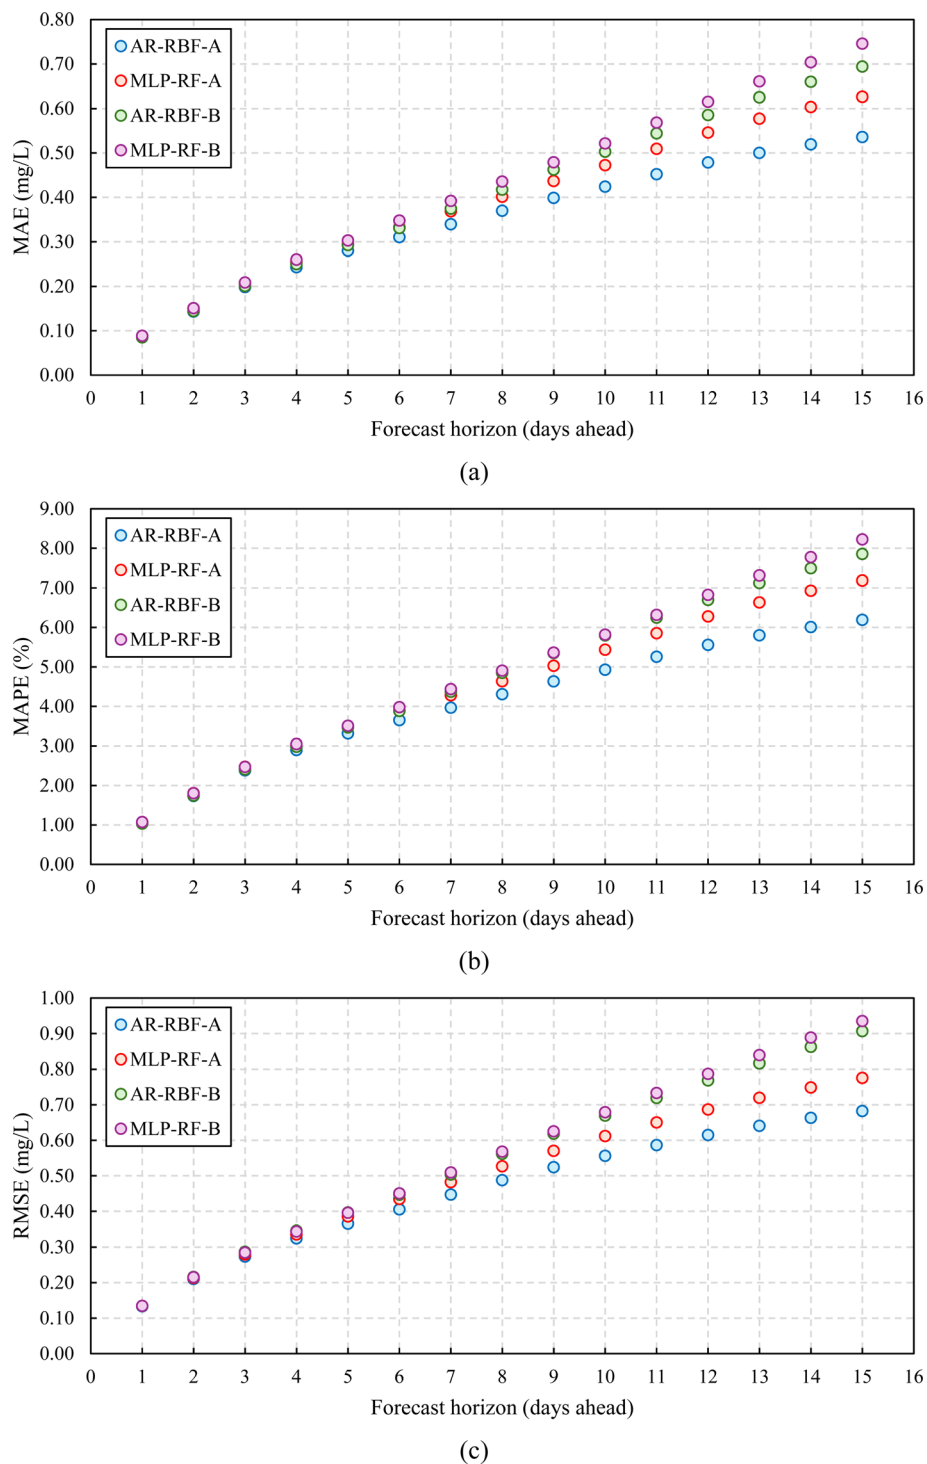 0.80
0.70
0.60
0.50
0.40
0.30
0.20
0.10
0.00
MAE (mg/L)
AR-RBF-A
MLP-RF-A
AR-RBF-B
MLP-RF-B
0 1 2 3 4 5 6 7 8 9 10 11 12 13 14 15 16
Forecast horizon (days ahead)
(a)
9.00
8.00
7.00
6.00
5.00
4.00
3.00
2.00
1.00
0.00
MAPE (%)
AR-RBF-A
MLP-RF-A
AR-RBF-B
MLP-RF-B
0 1 2 3 4 5 6 7 8 9 10 11 12 13 14 15 16
Forecast horizon (days ahead)
(b)
1.00
0.90
0.80
0.70
0.60
0.50
0.40
0.30
0.20
0.10
0.00
RMSE (mg/L)
AR-RBF-A
MLP-RF-A
AR-RBF-B
MLP-RF-B
0 1 2 3 4 5 6 7 8 9 10 11 12 13 14 15 16
Forecast horizon (days ahead)
(c)